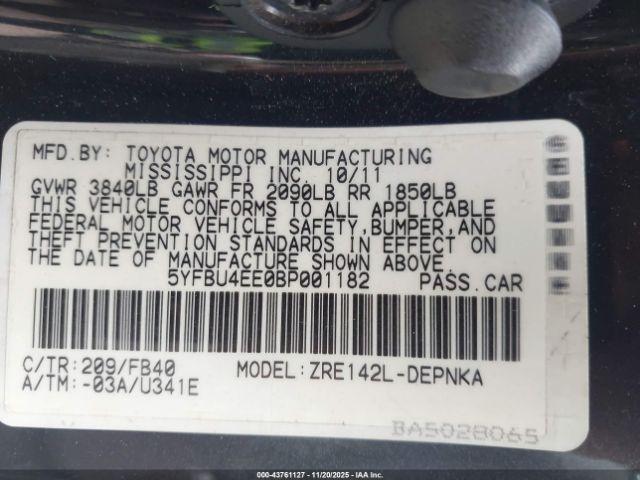 MFD.BY: TOYOTA MOTOR MANUFACTURING
MISSISSIPPI INC. 10/11
GVWR 3840LB GAWR FR 2090LB RR 1850LB
THIS VEHICLE CONFORMS TO ALL APPLICABLE
FEDERAL MOTOR VEHICLE SAFETY,BUMPER,AND
THEFT PREVENTION STANDARDS IN EFFECT ON
THE DATE OF MANUFACTURE SHOWN ABOVE.
5YFBU4EE0BP001182 PASS.CAR
C/TR:209/FB40 MODEL:ZRE142L-DEPNKA
A/TM:-03A/U341E
BA5028065
000-43761127 - 11/20/2025 - IAAI.COM